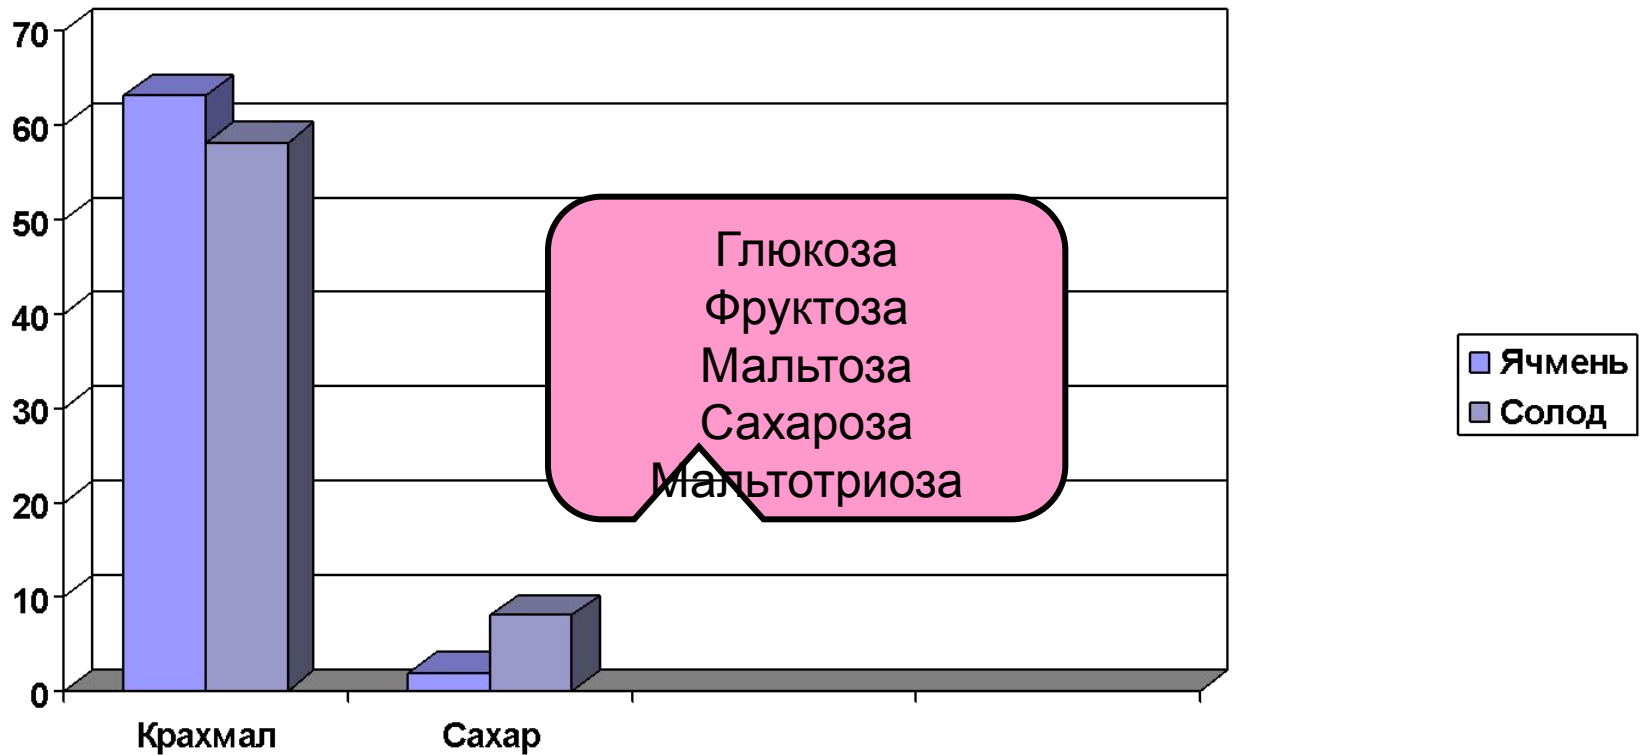 70
60
50
40
30
20
10
0
Крахмал
Сахар
Глюкоза
Фруктоза
Мальтоза
Сахароза
Мальтотриоза
Ячмень
Солод